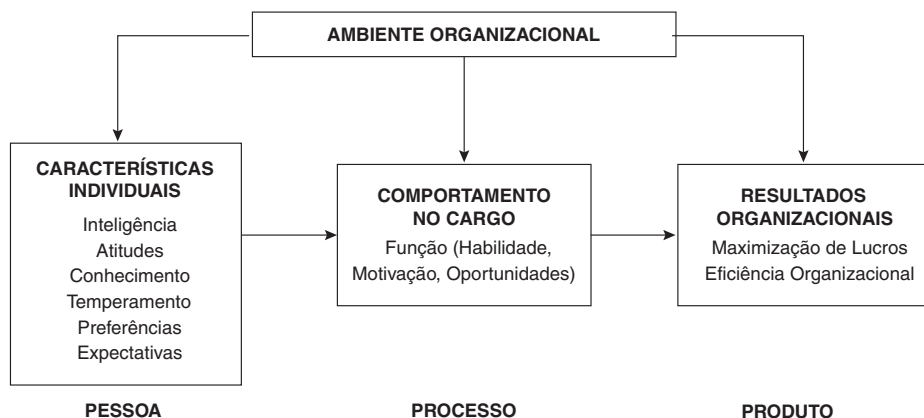 AMBIENTE ORGANIZACIONAL
CARACTERÍSTICAS
INDIVIDUAIS
Inteligência
Atitudes
Conhecimento
Temperamento
Preferências
Expectativas
COMPORTAMENTO
NO CARGO
Função (Habilidade,
Motivação, Oportunidades)
RESULTADOS
ORGANIZACIONAIS
Maximização de Lucros
Eficiência Organizacional
PESSOA
PROCESSO
PRODUTO